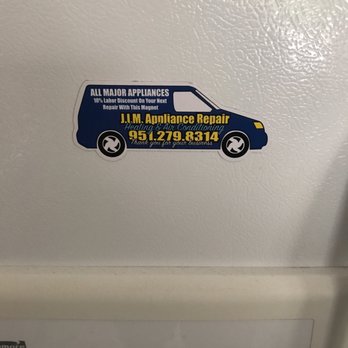 ALL MAJOR APPLIANCES
10% Labor Discount On Your Next
Repair With This Magnet
J.I.M. Appliance Repair
Heating & Air Conditioning
951.279.8314
Thank you for your business